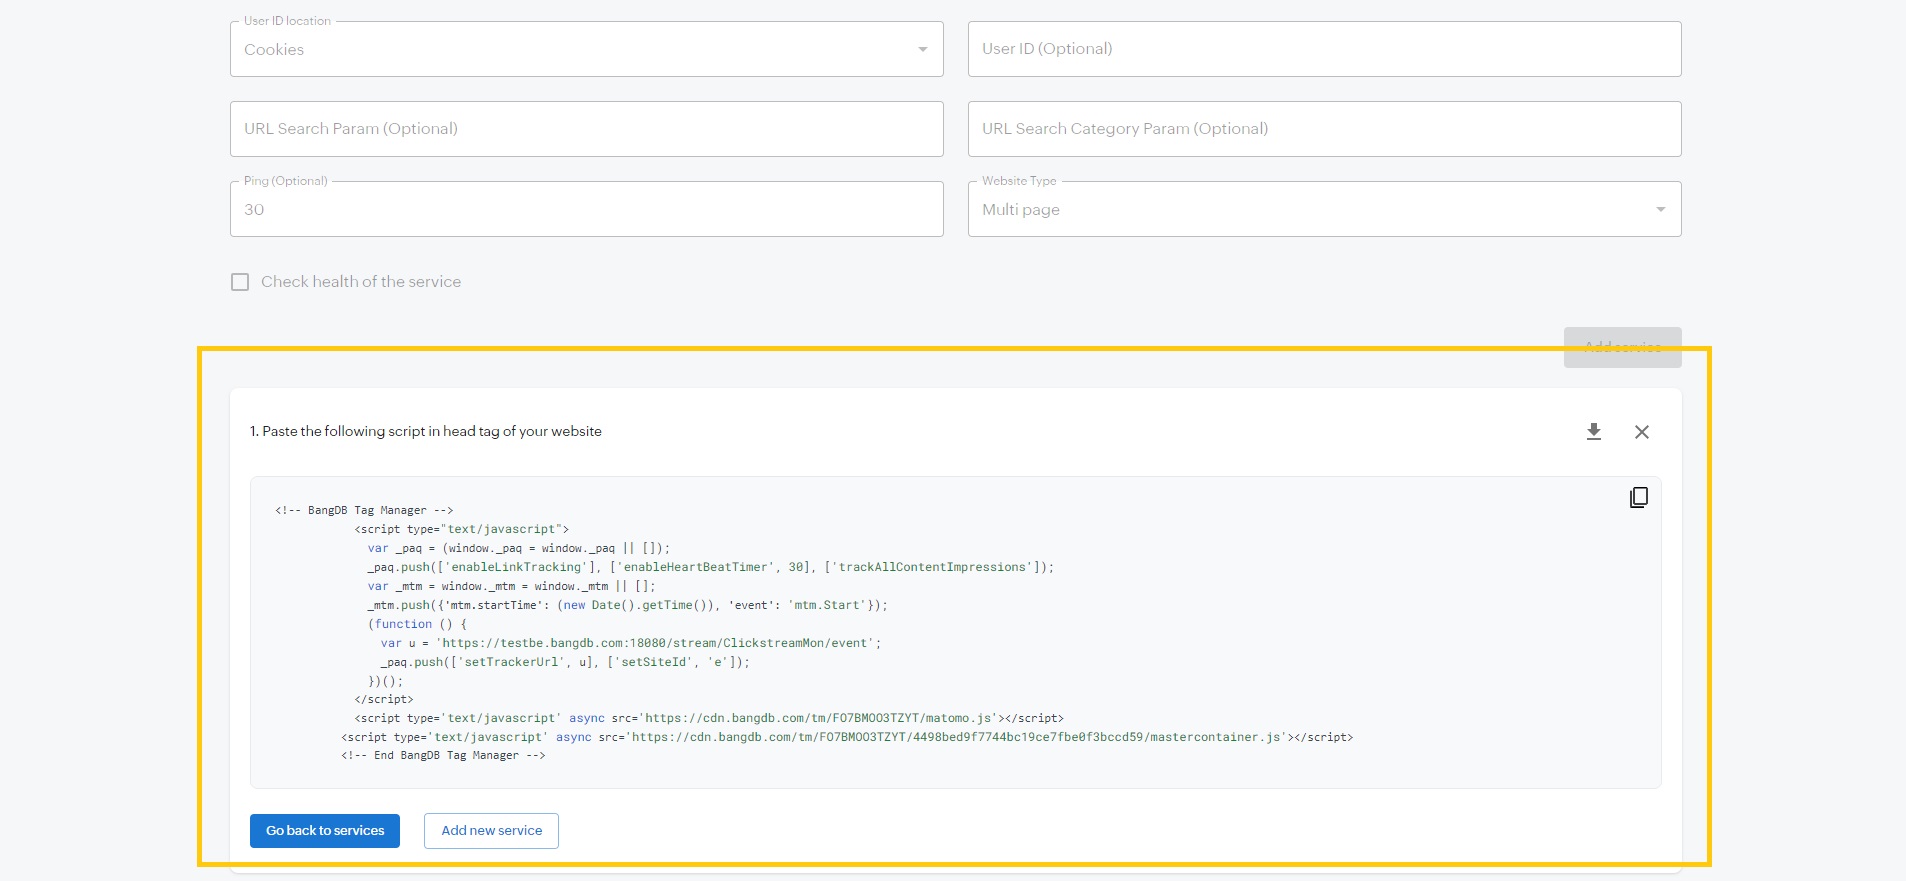 User ID location
Cookies
User ID (Optional)
URL Search Param (Optional)
URL Search Category Param (Optional)
Ping (Optional)
30
Website Type
Multi page
Check health of the service
Add service
1. Paste the following script in head tag of your website
<!-- BangDB Tag Manager -->
<script type="text/javascript">
var _paq = (window._paq = window._paq || []);
_paq.push(['enableLinkTracking'], ['enableHeartBeatTimer', 30], ['trackAllContentImpressions']);
var _mtm = window._mtm = window._mtm || [];
_mtm.push({'mtm.startTime': (new Date().getTime()), 'event': 'mtm.Start'});
(function () {
var u = 'https://testbe.bangdb.com:18080/stream/ClickstreamMon/event';
_paq.push(['setTrackerUrl', u], ['setSiteId', 'e']);
})();
</script>
<script type='text/javascript' async src='https://cdn.bangdb.com/tm/FO7BMOO3TZYT/matomo.js'></script>
<script type='text/javascript' async src='https://cdn.bangdb.com/tm/FO7BMOO3TZYT/4498bed9f7744bc19ce7fbe0f3bccd59/mastercontainer.js'></script>
<!-- End BangDB Tag Manager -->
Go back to services
Add new service